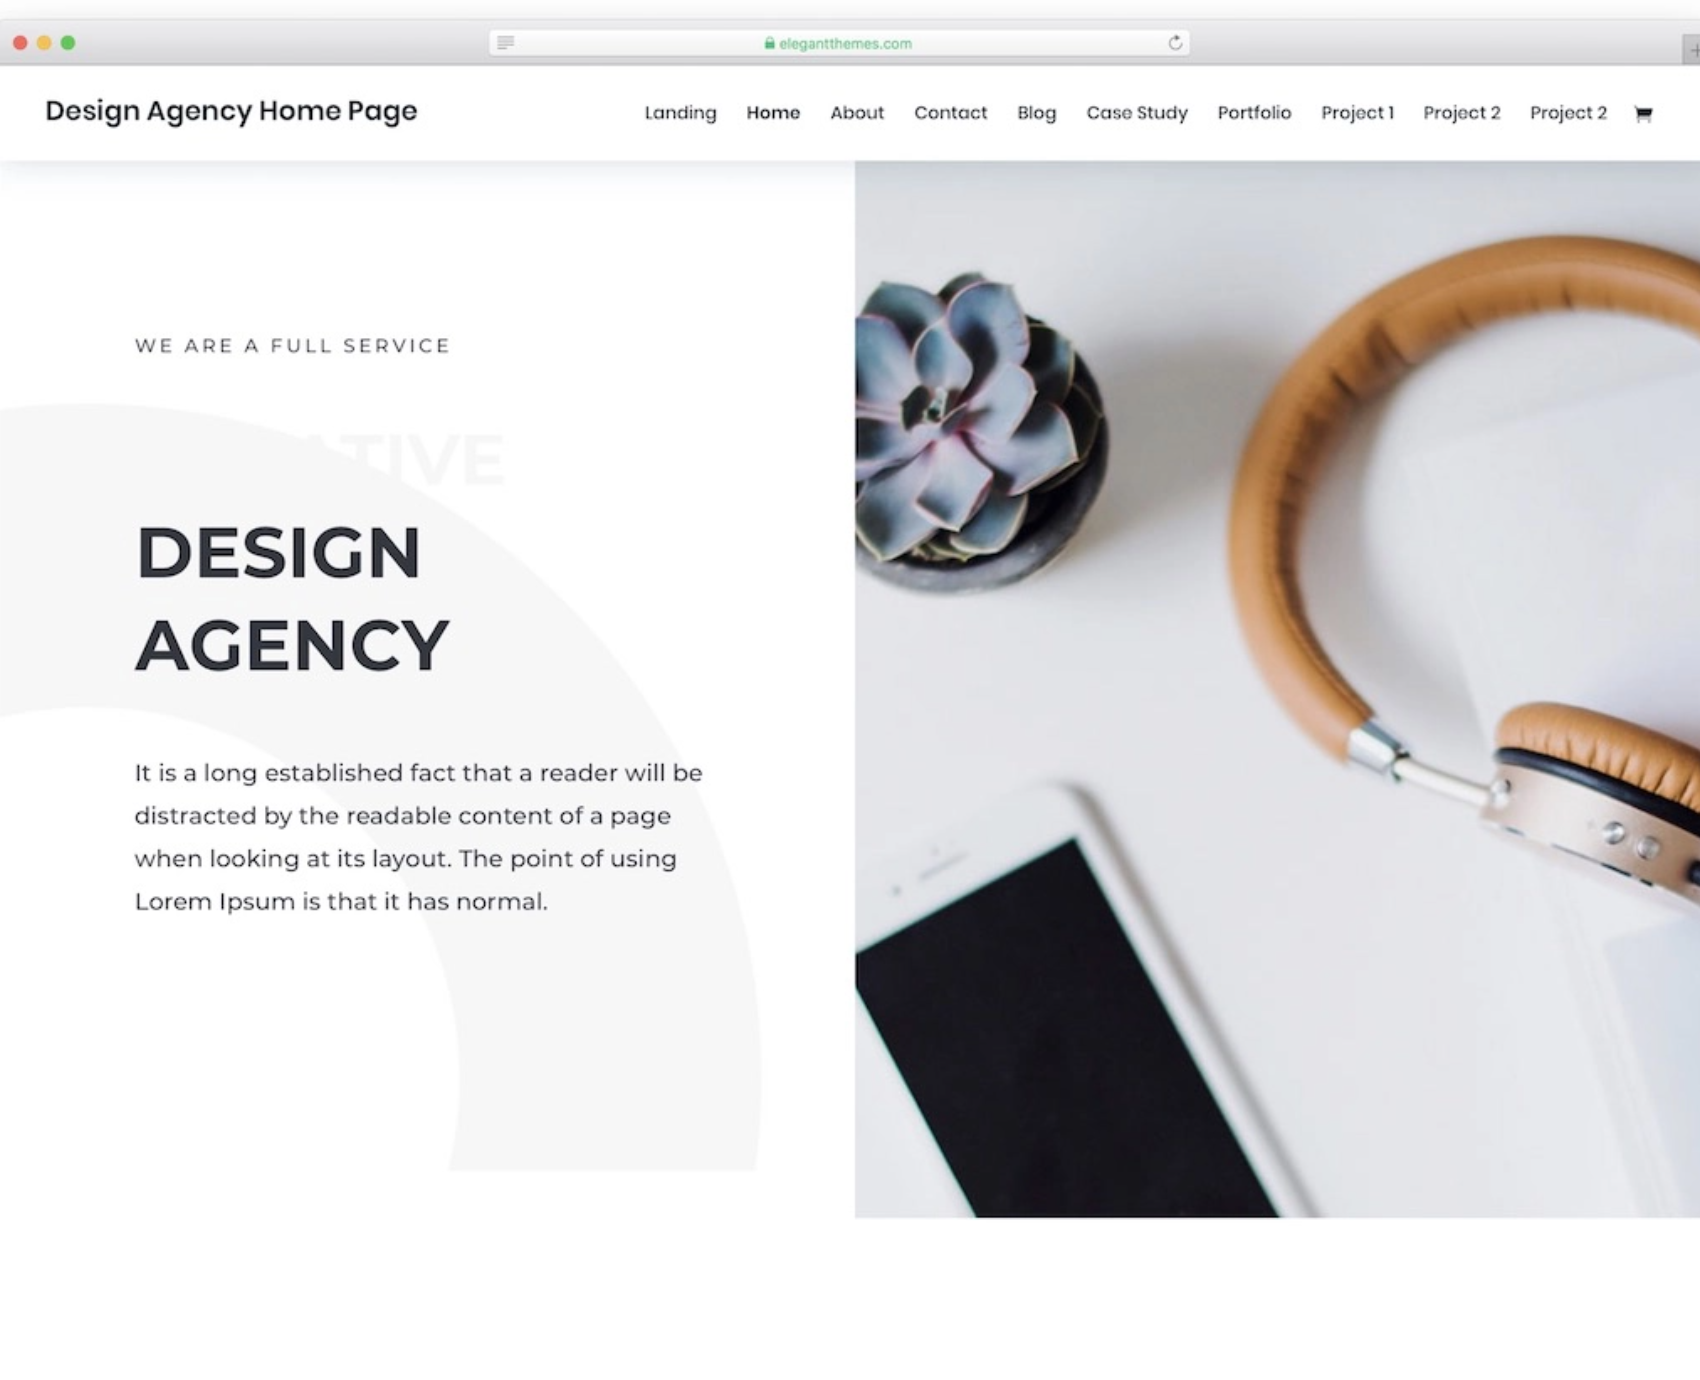 elegantthemes.com
Design Agency Home Page
Landing Home About Contact Blog Case Study Portfolio Project 1 Project 2 Project 2
WE ARE A FULL SERVICE
DESIGN
AGENCY
It is a long established fact that a reader will be
distracted by the readable content of a page
when looking at its layout. The point of using
Lorem Ipsum is that it has normal.